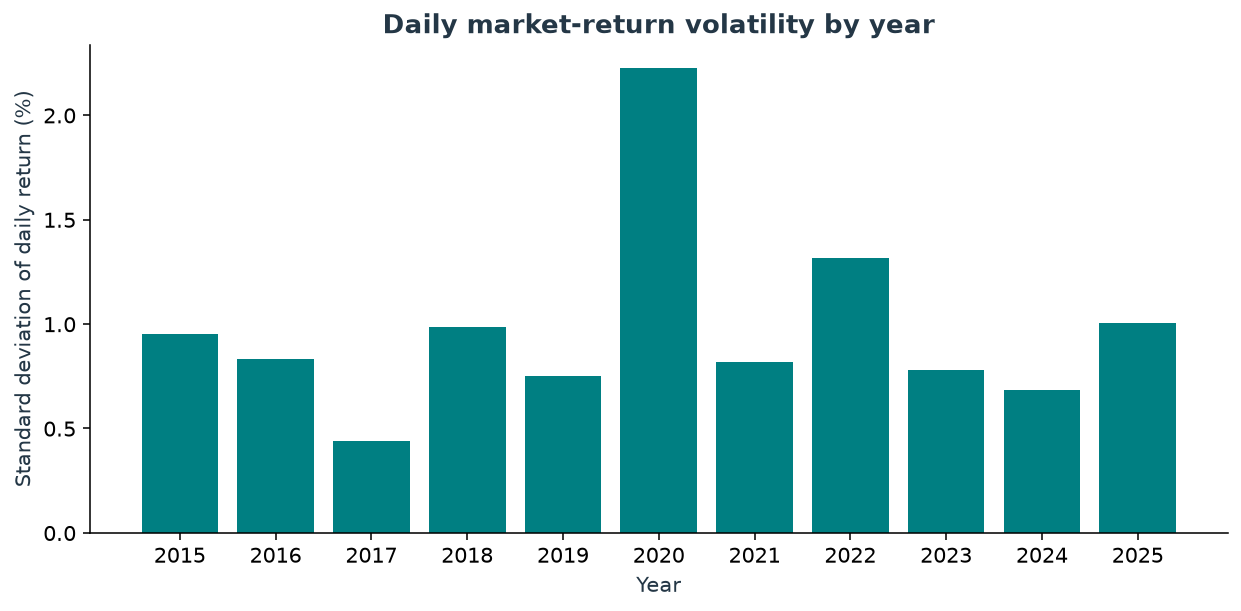 Daily market-return volatility by year
Standard deviation of daily return (%)
2.0
1.5
1.0
0.5
0.0
2015 2016 2017 2018 2019 2020 2021 2022 2023 2024 2025
Year